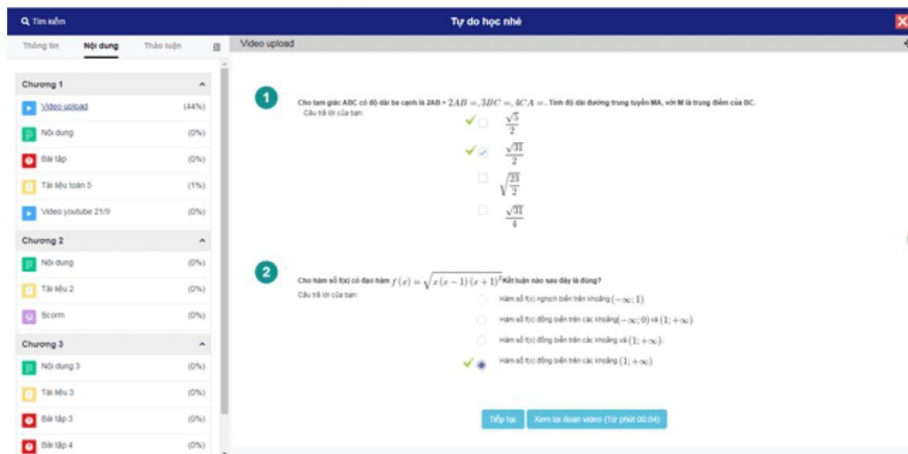 Tìm kiếm
Tự do học nhé
Thông tin
Nội dung
Thảo luận
Video upload
Chương 1
Video upload (44%)
Nội dung (0%)
Bài tập (0%)
Tài liệu toán 5 (1%)
Video youtube 21/9 (0%)
Chương 2
Nội dung (0%)
Tài liệu 2 (0%)
Scorm (0%)
Chương 3
Nội dung 3 (0%)
Tài liệu 3 (0%)
Bài tập 3 (0%)
Bài tập 4 (0%)
1
Cho tam giác ABC có độ dài ba cạnh là 2AB = 2AB =, 3BC =, 4CA = . Tính độ dài đường trung tuyến MA, với M là trung điểm của BC.
Câu trả lời của bạn
√5/2
√31/2
√(23/2)
√31/4
2
Cho hàm số f(x) có đạo hàm f (x) = √(x (x − 1) (x + 1)²) Kết luận nào sau đây là đúng?
Câu trả lời của bạn
Hàm số f(x) nghịch biến trên khoảng (−∞; 1)
Hàm số f(x) đồng biến trên các khoảng (−∞; 0) và (1; +∞)
Hàm số f(x) đồng biến trên các khoảng và (1; +∞).
Hàm số f(x) đồng biến trên các khoảng (1; +∞)
Tiếp tục
Xem lại đoạn video (Từ phút 00:04)